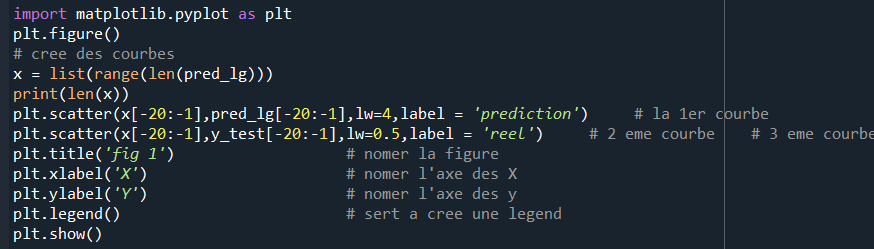 import matplotlib.pyplot as plt
plt.figure()
# cree des courbes
x = list(range(len(pred_lg)))
print(len(x))
plt.scatter(x[-20:-1],pred_lg[-20:-1],lw=4,label = 'prediction')     # la 1er courbe
plt.scatter(x[-20:-1],y_test[-20:-1],lw=0.5,label = 'reel')     # 2 eme courbe    # 3 eme courbe
plt.title('fig 1')                  # nomer la figure
plt.xlabel('X')                     # nomer l'axe des X
plt.ylabel('Y')                     # nomer l'axe des y
plt.legend()                        # sert a cree une legend
plt.show()